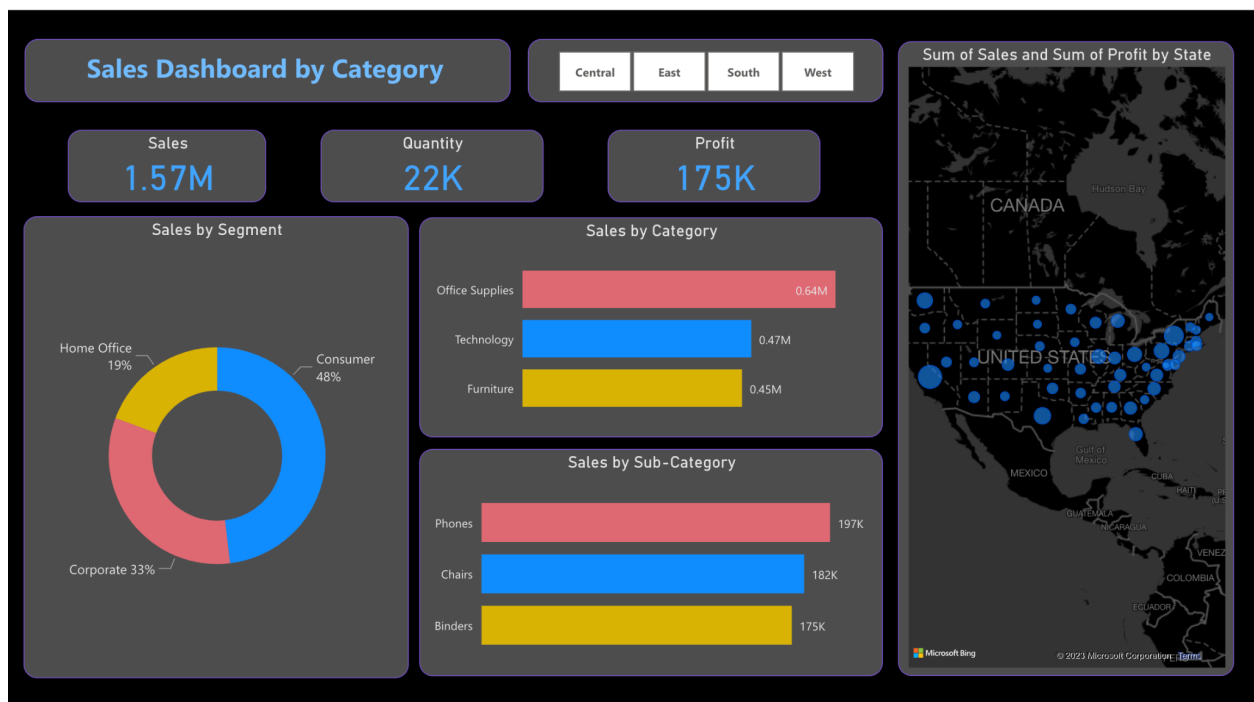 Sales Dashboard by Category
Central
East
South
West
Sales
1.57M
Quantity
22K
Profit
175K
Sales by Segment
Home Office
19%
Consumer
48%
Corporate 33%
Sales by Category
Office Supplies
0.64M
Technology
0.47M
Furniture
0.45M
Sales by Sub-Category
Phones
197K
Chairs
182K
Binders
175K
Sum of Sales and Sum of Profit by State
Hudson Bay
CANADA
UNITED STATES
Gulf of
Mexico
MEXICO
CUBA
HAITI
GUATEMALA
NICARAGUA
VENEZ
COLOMBIA
ECUADOR
Microsoft Bing
© 2023 Microsoft Corporation
Terms